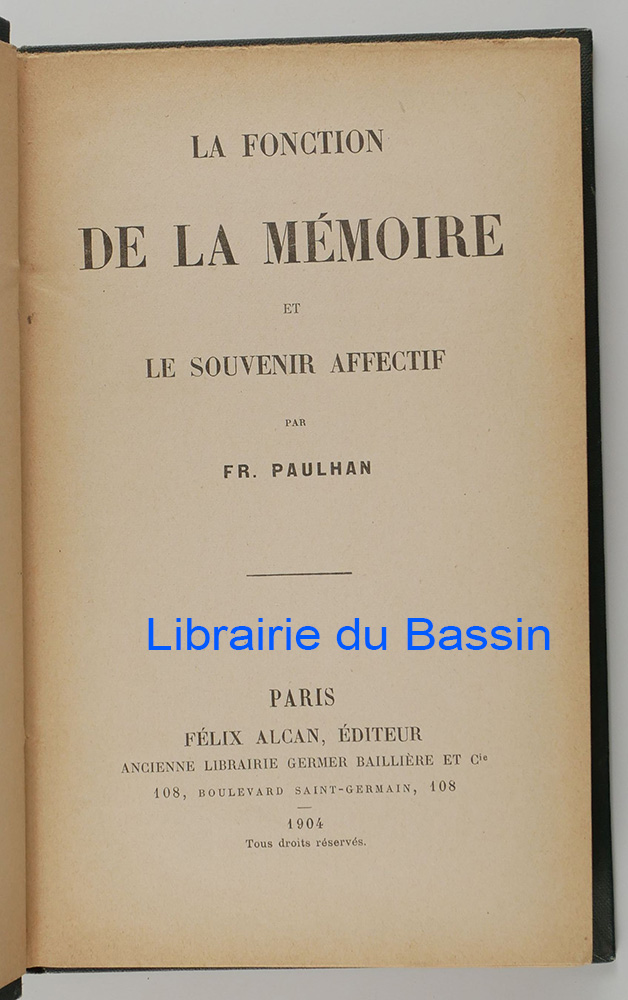 LA FONCTION
DE LA MÉMOIRE
ET
LE SOUVENIR AFFECTIF
PAR
FR. PAULHAN
Librairie du Bassin
PARIS
FÉLIX ALCAN, ÉDITEUR
ANCIENNE LIBRAIRIE GERMER BAILLIÈRE ET Cie
108, BOULEVARD SAINT-GERMAIN, 108
1904
Tous droits réservés.